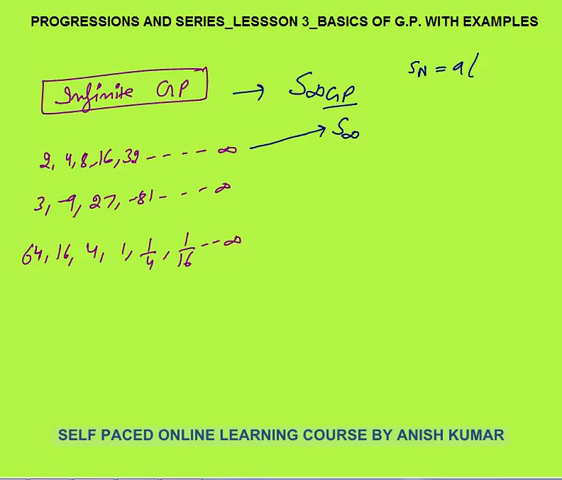 PROGRESSIONS AND SERIES_LESSSON 3_BASICS OF G.P. WITH EXAMPLES
Infinite GP → S∞ GP
SN = a(
2, 4, 8, 16, 32 ----- ∞ → S∞
3, -9, 27, -81- -- - ∞
64, 16, 4, 1, 1/4, 1/16 --- ∞
SELF PACED ONLINE LEARNING COURSE BY ANISH KUMAR